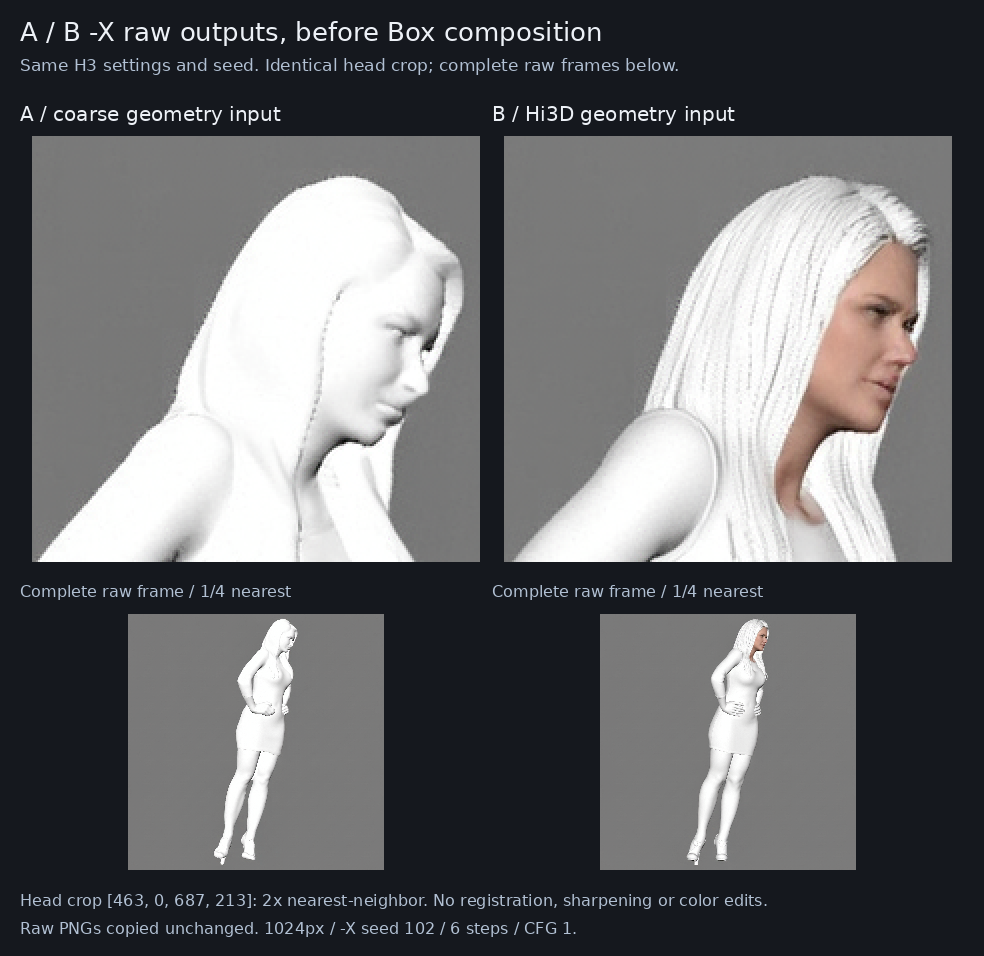 A / B -X raw outputs, before Box composition
Same H3 settings and seed. Identical head crop; complete raw frames below.
A / coarse geometry input
B / Hi3D geometry input
Complete raw frame / 1/4 nearest
Complete raw frame / 1/4 nearest
Head crop [463, 0, 687, 213]: 2x nearest-neighbor. No registration, sharpening or color edits.
Raw PNGs copied unchanged. 1024px / -X seed 102 / 6 steps / CFG 1.